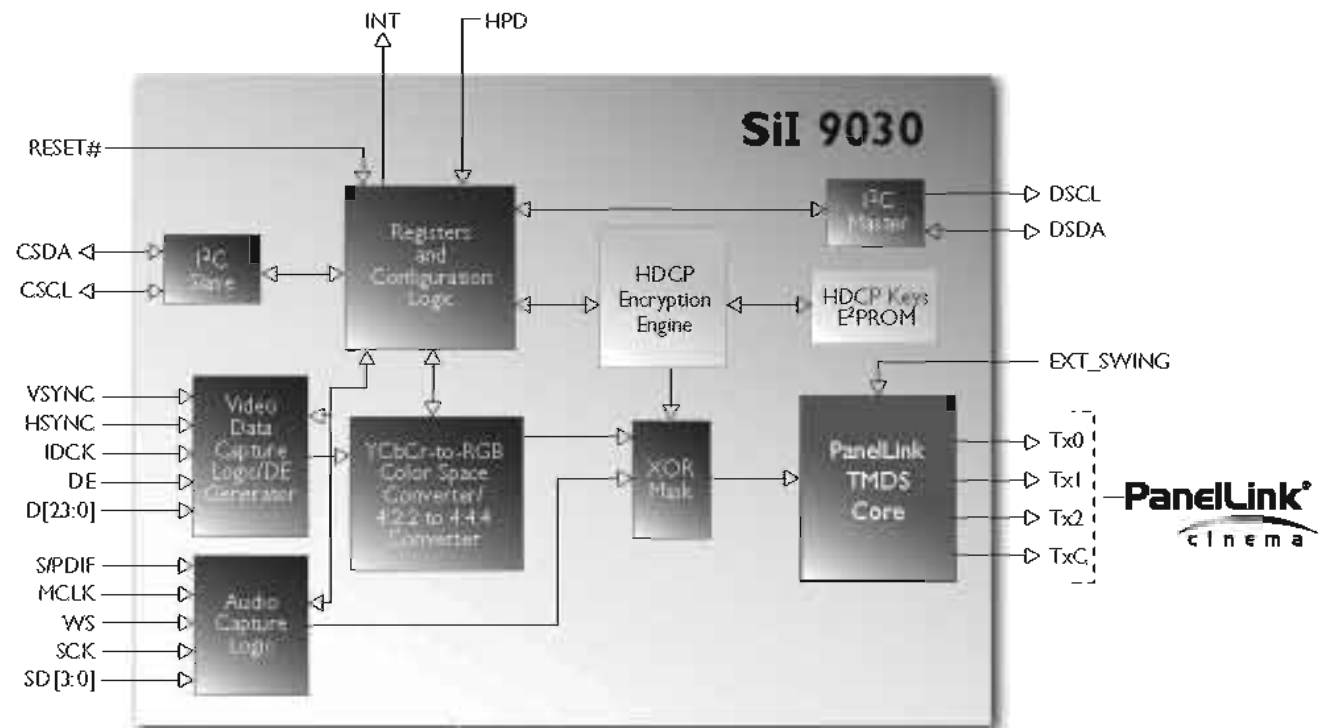 INT
HPD
SiI 9030
RESET#
CSDA
CSCL
I²C
Slave
Registers
and
Configuration
Logic
HDCP
Encryption
Engine
I²C
Master
DSCL
DSDA
HDCP Keys
E²PROM
EXT_SWING
VSYNC
HSYNC
IDCK
DE
D[23:0]
Video
Data
Capture
Logic/DE
Generator
YCbCr-to-RGB
Color Space
Converter/
4:2:2 to 4:4:4
Converter
XOR
Mask
PanelLink
TMDS
Core
Tx0
Tx1
Tx2
TxC
PanelLink®
cinema
S/PDIF
MCLK
WS
SCK
SD[3:0]
Audio
Capture
Logic